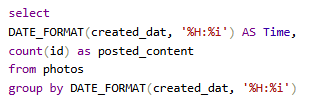 select
DATE_FORMAT(created_dat, '%H:%i') AS Time,
count(id) as posted_content
from photos
group by DATE_FORMAT(created_dat, '%H:%i')